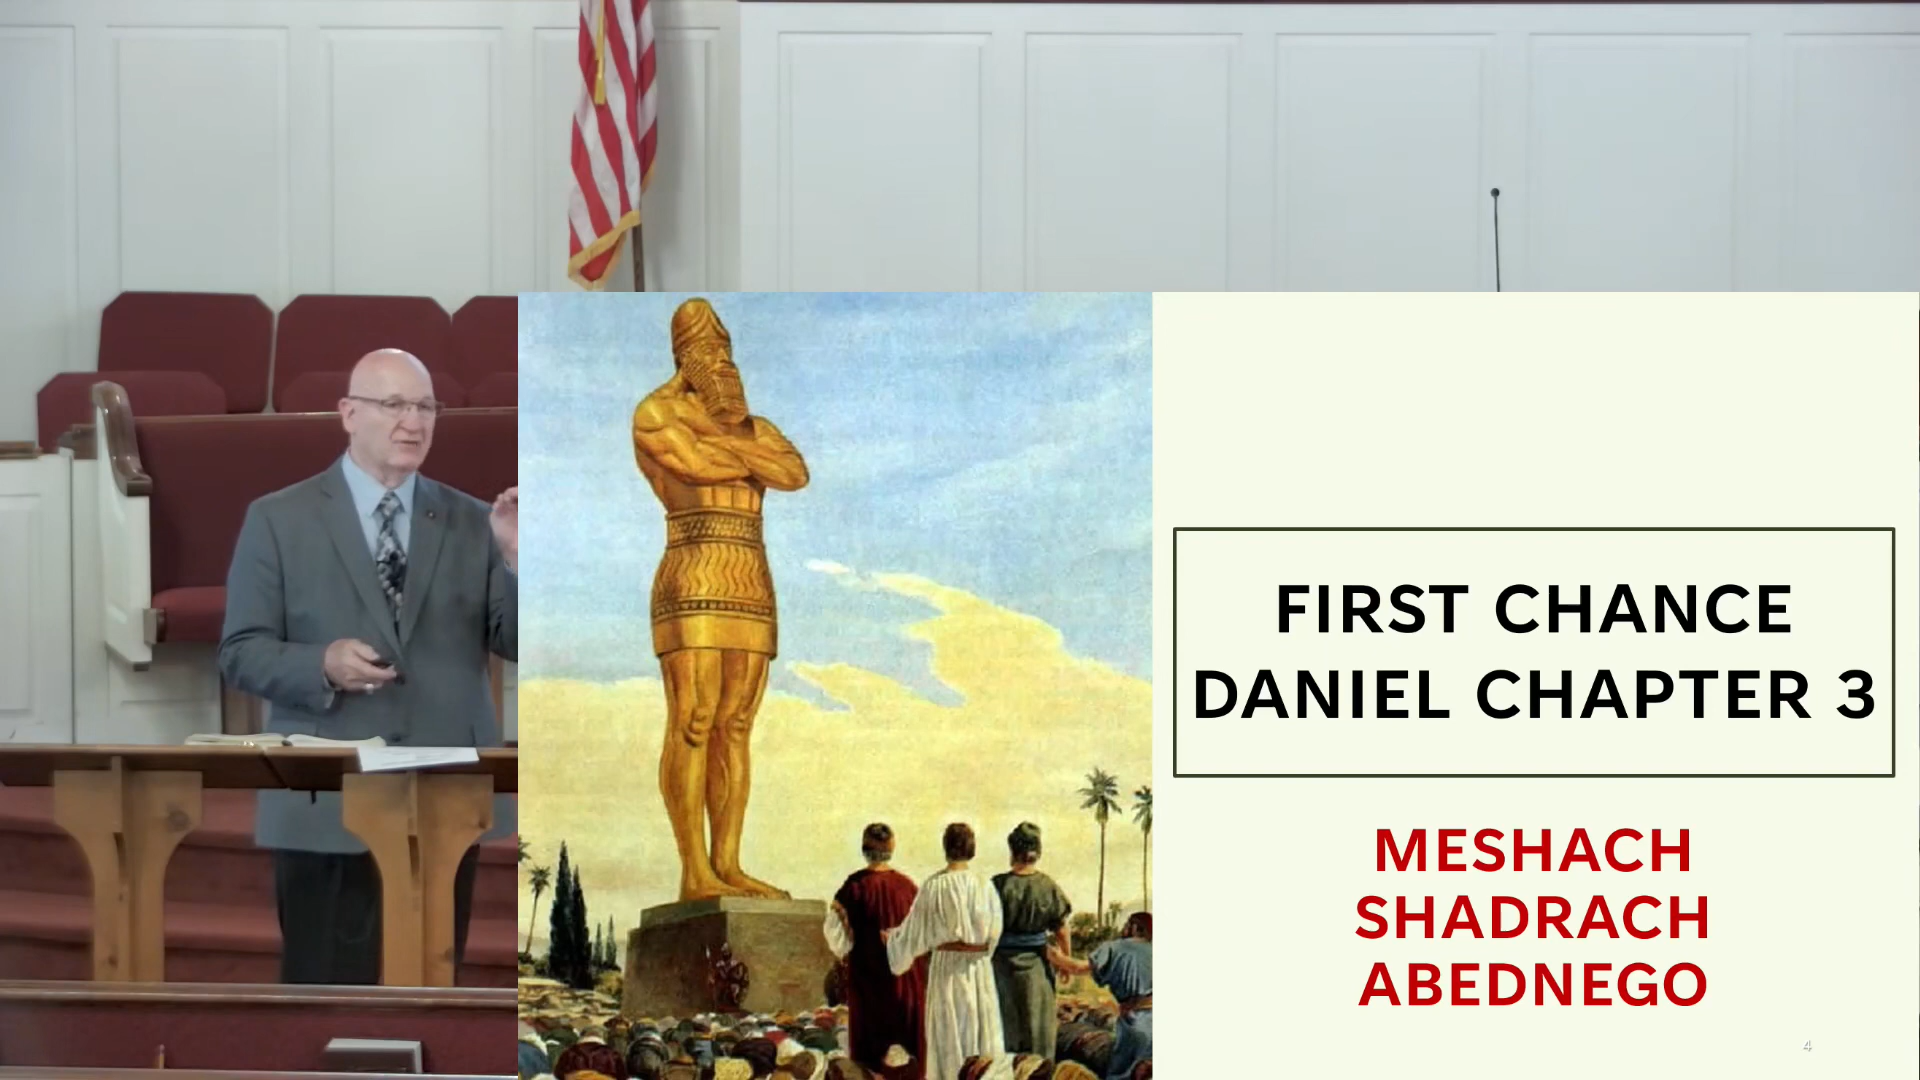 FIRST CHANCE
DANIEL CHAPTER 3
MESHACH
SHADRACH
ABEDNEGO
4